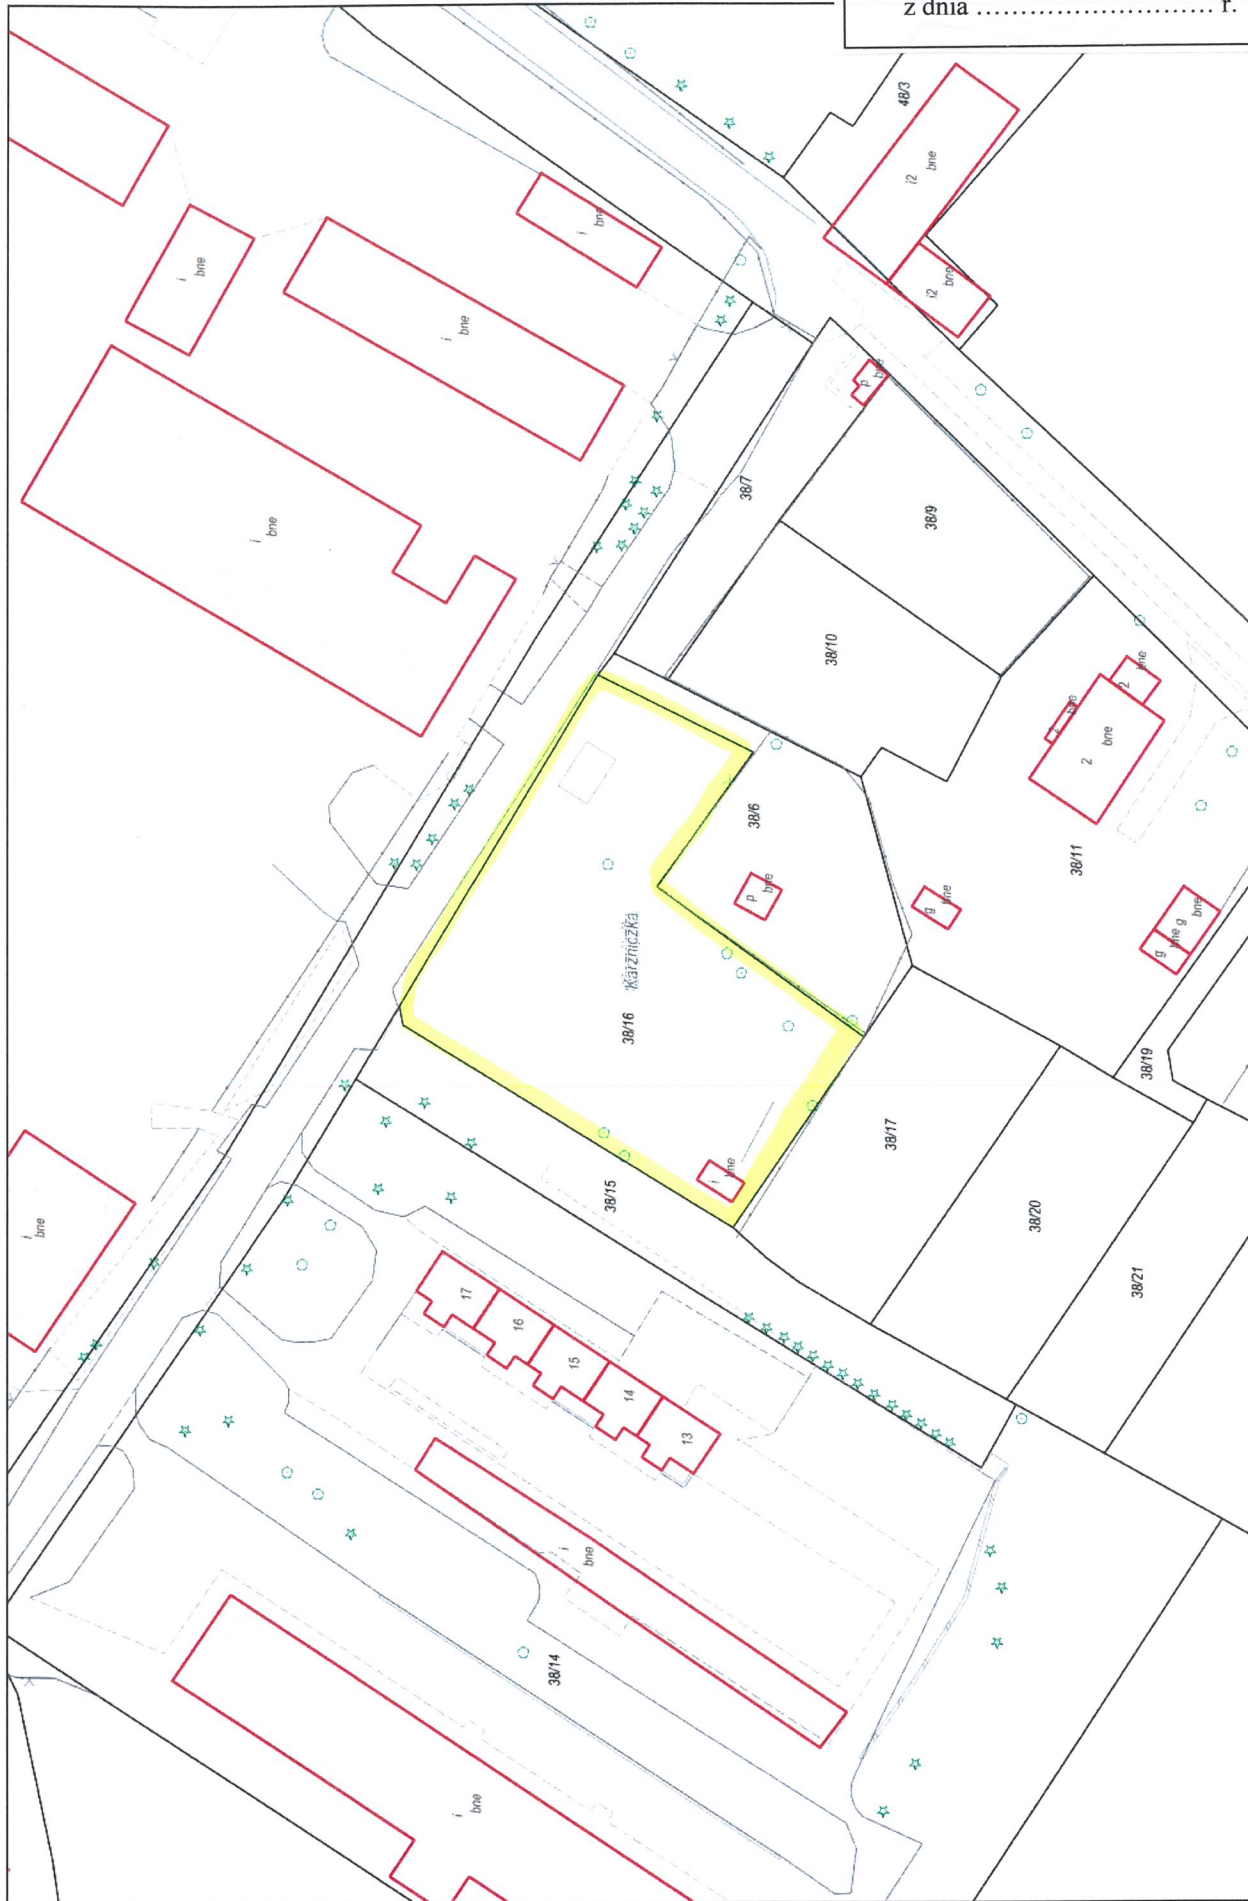 z dnia ............................ r.
48/3
i2
bne
i2
bne
i
bne
i
bne
i
bne
i
bne
p
bne
38/7
38/9
38/10
38/6
p
bne
Karżniczka
38/16
i
bne
2
bne
2
bne
38/11
g
bne
g
bne
g
bne
38/19
38/17
38/20
38/21
38/15
i
bne
17
16
15
14
13
i
bne
38/14
i
bne